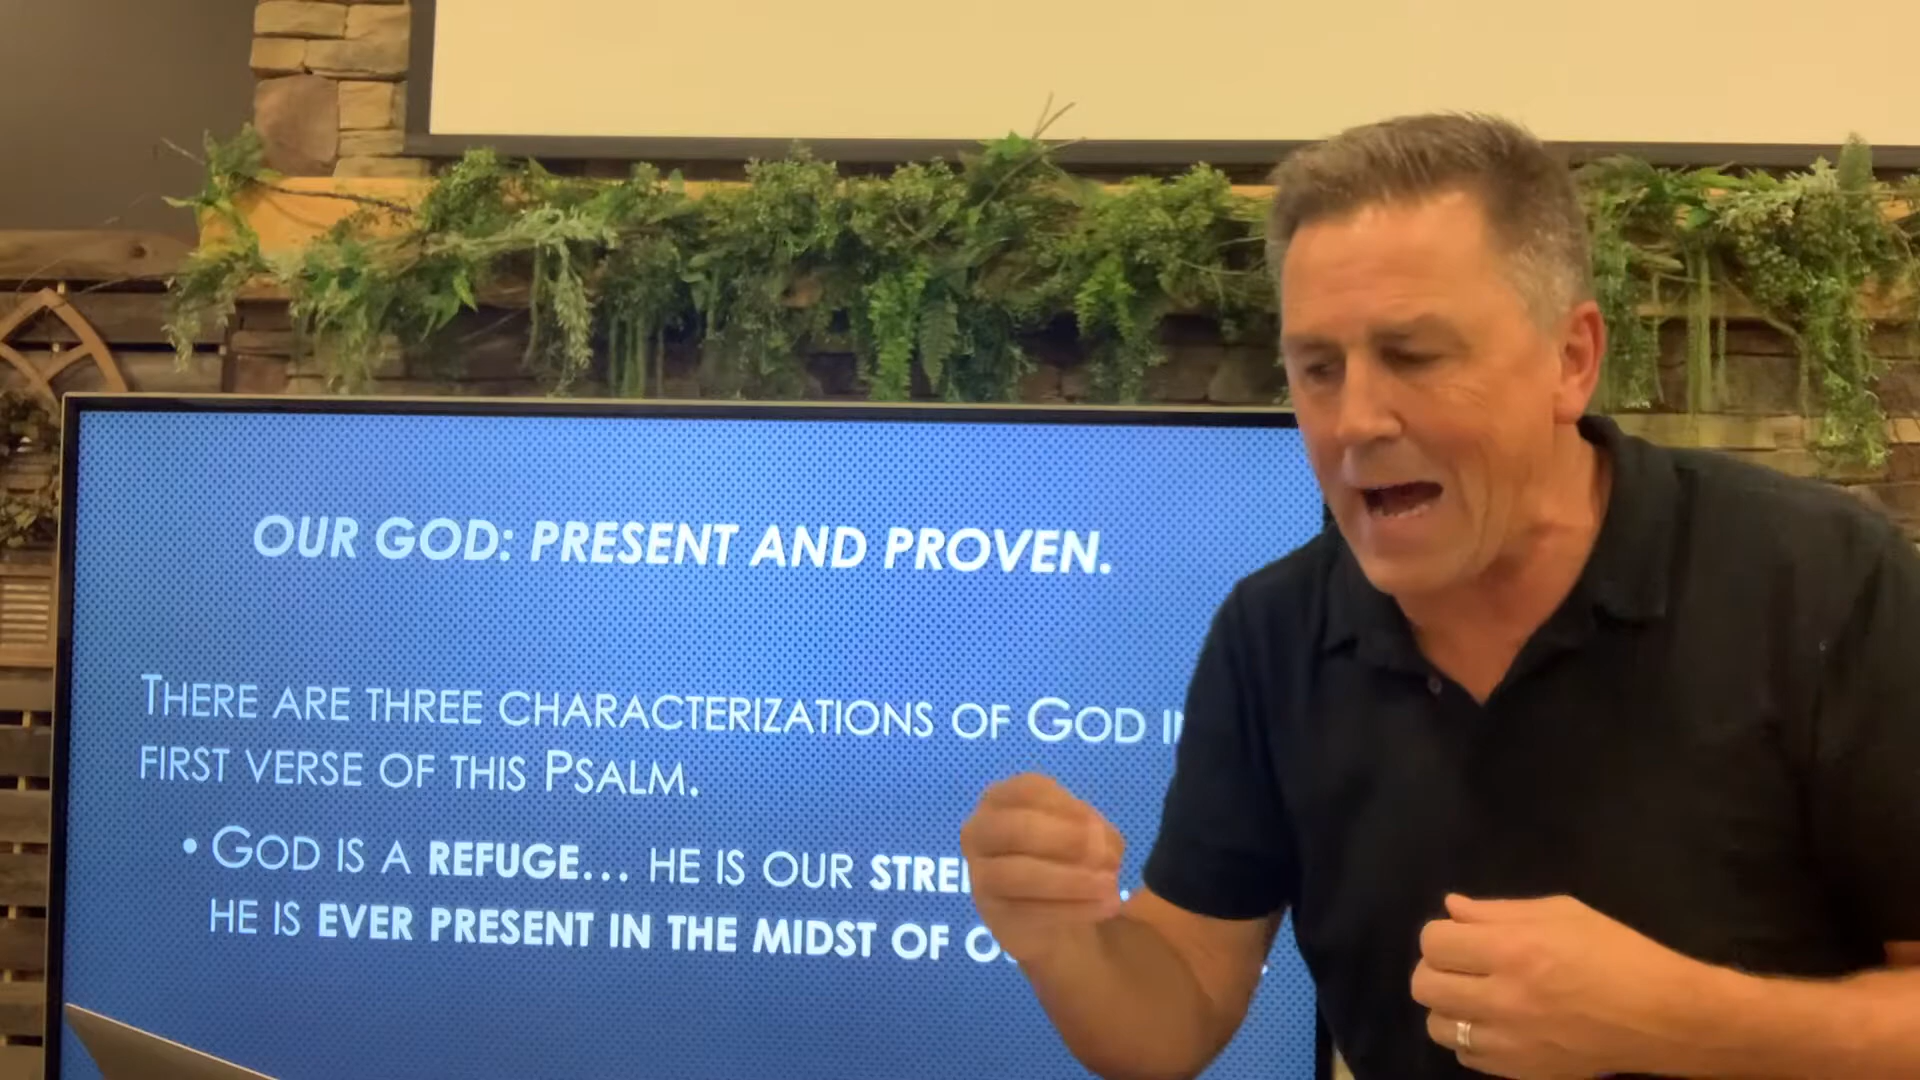 OUR GOD: PRESENT AND PROVEN.
THERE ARE THREE CHARACTERIZATIONS OF GOD
FIRST VERSE OF THIS PSALM.
• GOD IS A REFUGE... HE IS OUR
HE IS EVER PRESENT IN THE MIDST OF